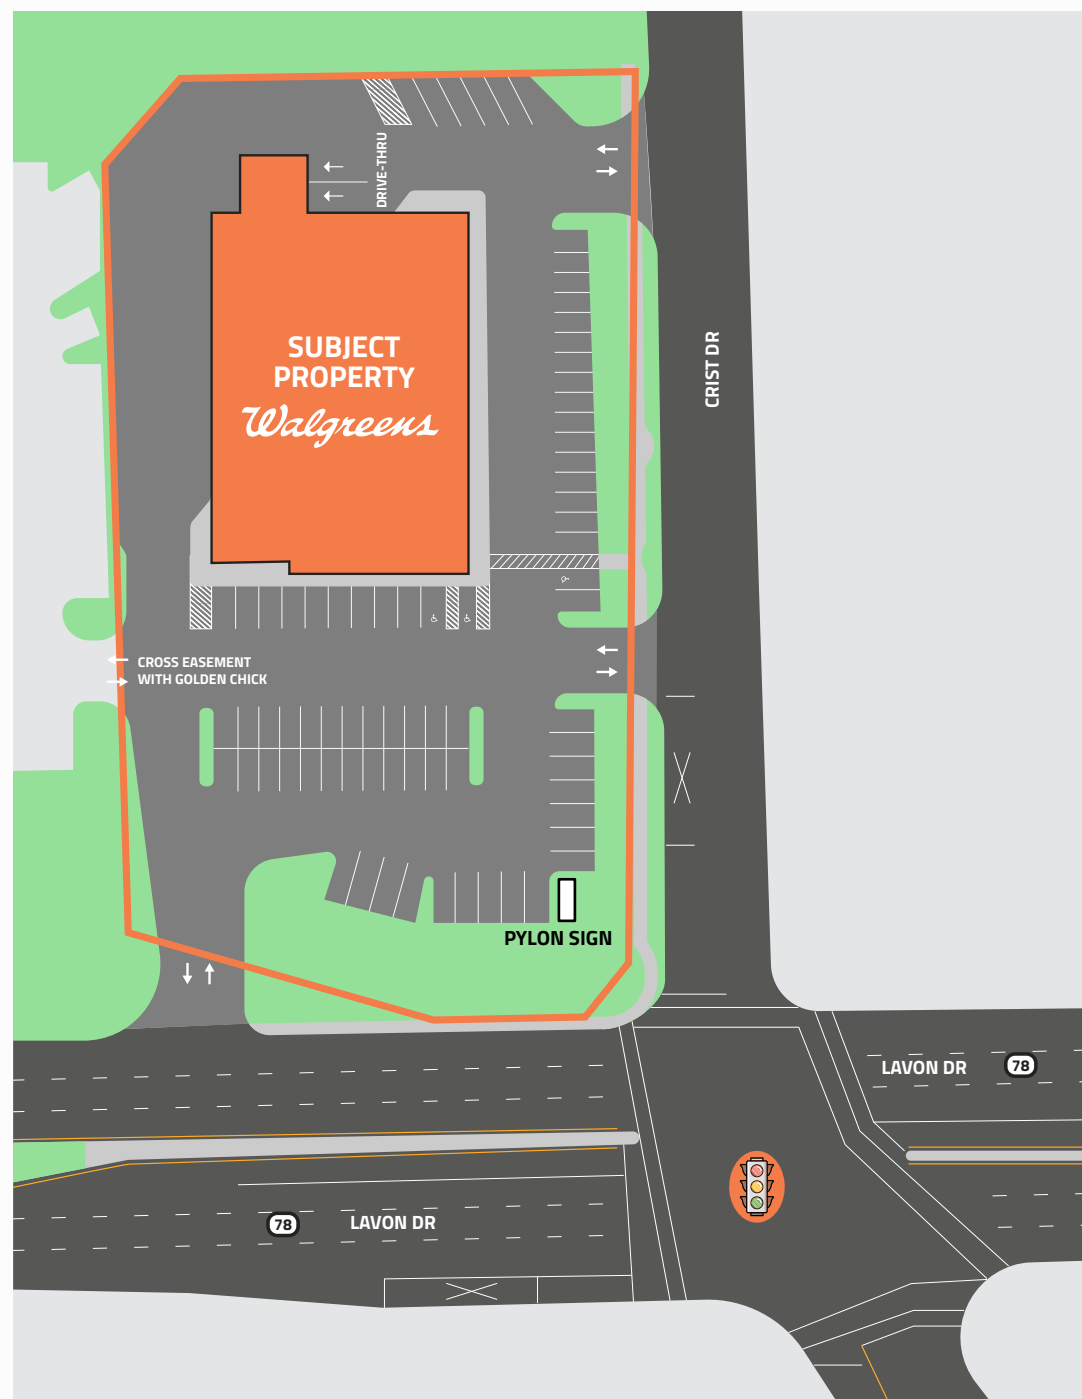 DRIVE-THRU
SUBJECT
PROPERTY
Walgreens
CRIST DR
CROSS EASEMENT
WITH GOLDEN CHICK
PYLON SIGN
LAVON DR 78
78 LAVON DR